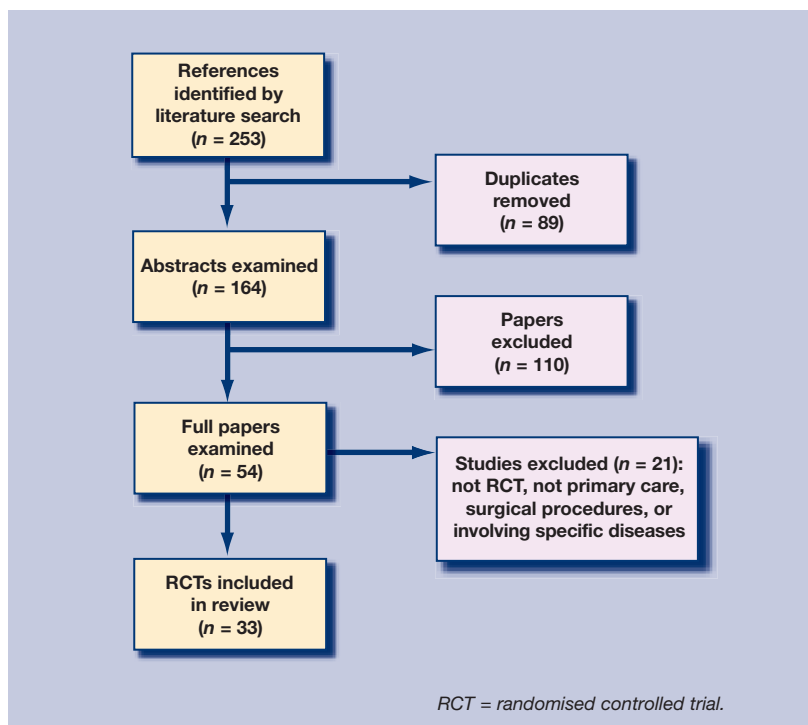 References
identified by
literature search
(n = 253)
Duplicates
removed
(n = 89)
Abstracts examined
(n = 164)
Papers
excluded
(n = 110)
Full papers
examined
(n = 54)
Studies excluded (n = 21):
not RCT, not primary care,
surgical procedures, or
involving specific diseases
RCTs included
in review
(n = 33)
RCT = randomised controlled trial.